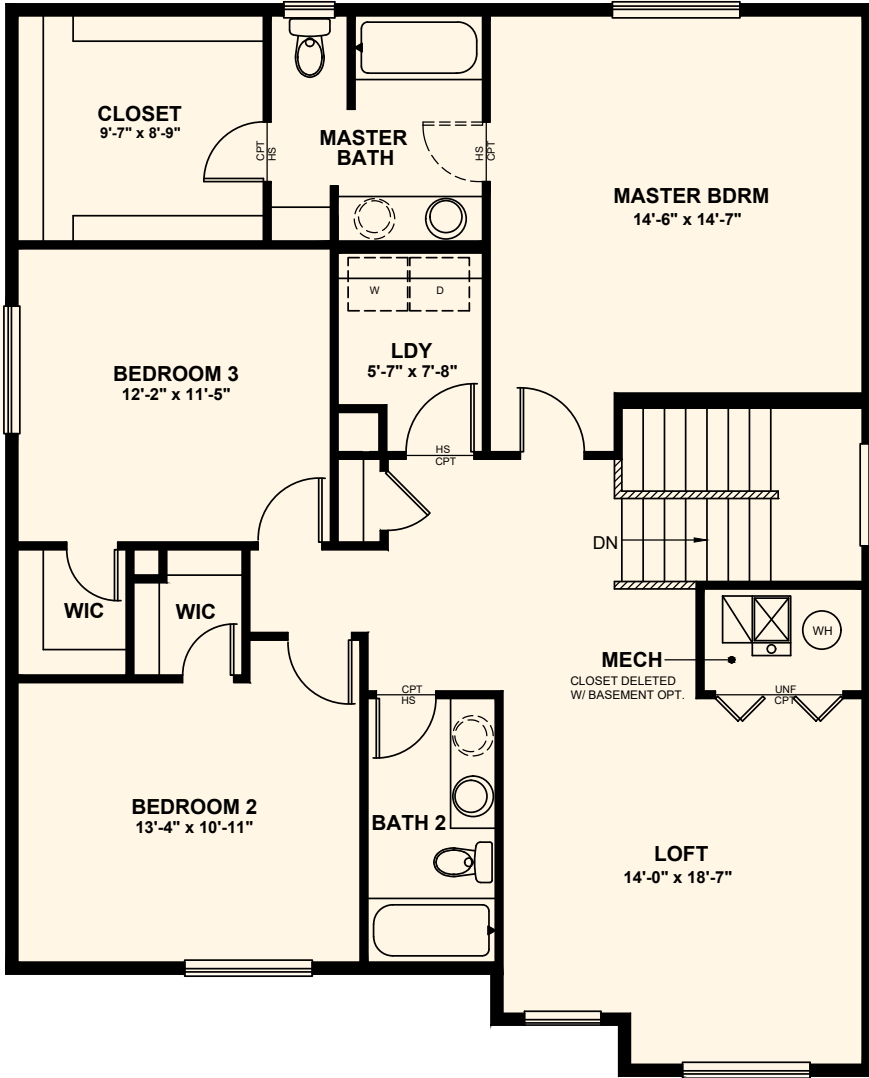 CLOSET
9'-7" x 8'-9"
CPT
HS
MASTER
BATH
HS
CPT
MASTER BDRM
14'-6" x 14'-7"
W
D
LDY
5'-7" x 7'-8"
HS
CPT
BEDROOM 3
12'-2" x 11'-5"
DN
WIC
WIC
MECH
CLOSET DELETED
W/ BASEMENT OPT.
WH
UNF
CPT
CPT
HS
BEDROOM 2
13'-4" x 10'-11"
BATH 2
LOFT
14'-0" x 18'-7"